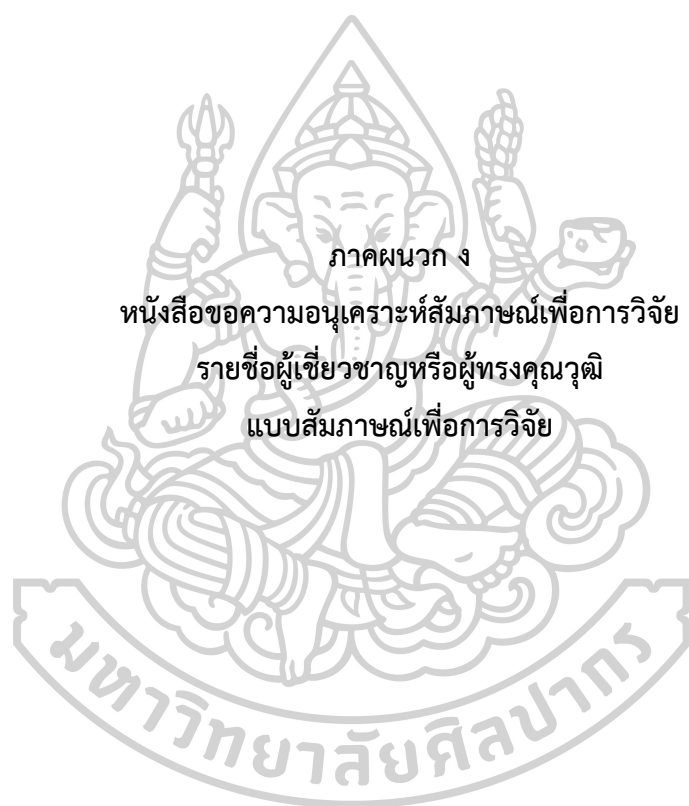 ภาคผนวก ง
หนังสือขอความอนุเคราะห์สัมภาษณ์เพื่อการวิจัย
รายชื่อผู้เชี่ยวชาญหรือผู้ทรงคุณวุฒิ
แบบสัมภาษณ์เพื่อการวิจัย
มหาวิทยาลัยศิลปากร